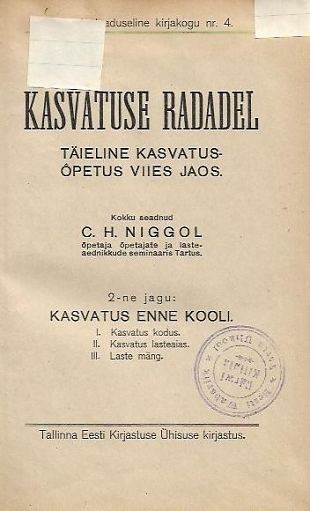 aduseline kirjakogu nr. 4.
KASVATUSE RADADEL
TÄIELINE KASVATUS-
ÕPETUS VIIES JAOS.
Kokku seadnud
C. H. NIGGOL
õpetaja õpetajate ja laste-
aednikkude seminaaris Tartus.
2-ne jagu:
KASVATUS ENNE KOOLI.
I. Kasvatus kodus.
II. Kasvatus lasteaias.
III. Laste mäng.
Tallinna Eesti Kirjastuse Ühisuse kirjastus.